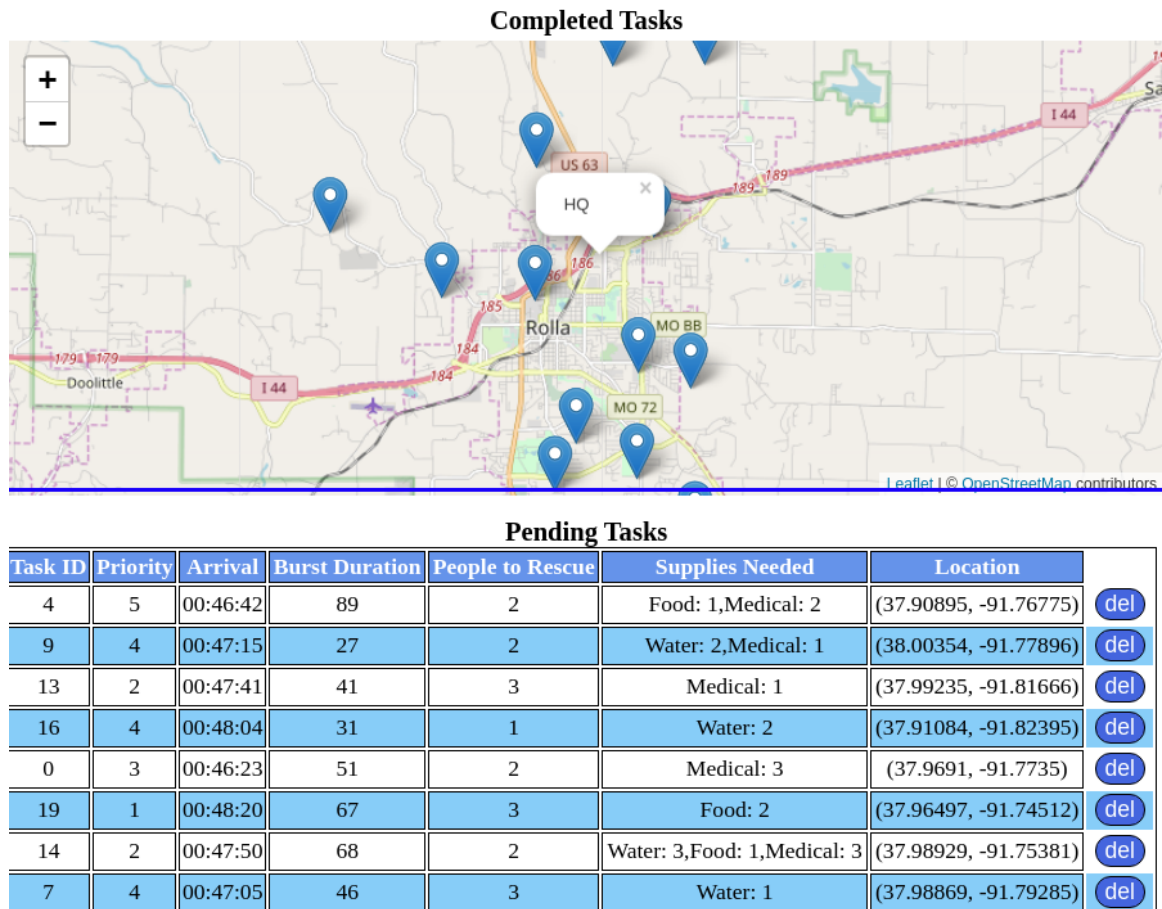 Completed Tasks
+
−
I 44
Sa
US 63
189
189
HQ ×
186
186
185
Rolla
MO BB
184
179 179
184
Doolittle
I 44
MO 72
Leaflet | © OpenStreetMap contributors
Pending Tasks
Task ID Priority Arrival Burst Duration People to Rescue Supplies Needed Location
4 5 00:46:42 89 2 Food: 1,Medical: 2 (37.90895, -91.76775) del
9 4 00:47:15 27 2 Water: 2,Medical: 1 (38.00354, -91.77896) del
13 2 00:47:41 41 3 Medical: 1 (37.99235, -91.81666) del
16 4 00:48:04 31 1 Water: 2 (37.91084, -91.82395) del
0 3 00:46:23 51 2 Medical: 3 (37.9691, -91.7735) del
19 1 00:48:20 67 3 Food: 2 (37.96497, -91.74512) del
14 2 00:47:50 68 2 Water: 3,Food: 1,Medical: 3 (37.98929, -91.75381) del
7 4 00:47:05 46 3 Water: 1 (37.98869, -91.79285) del